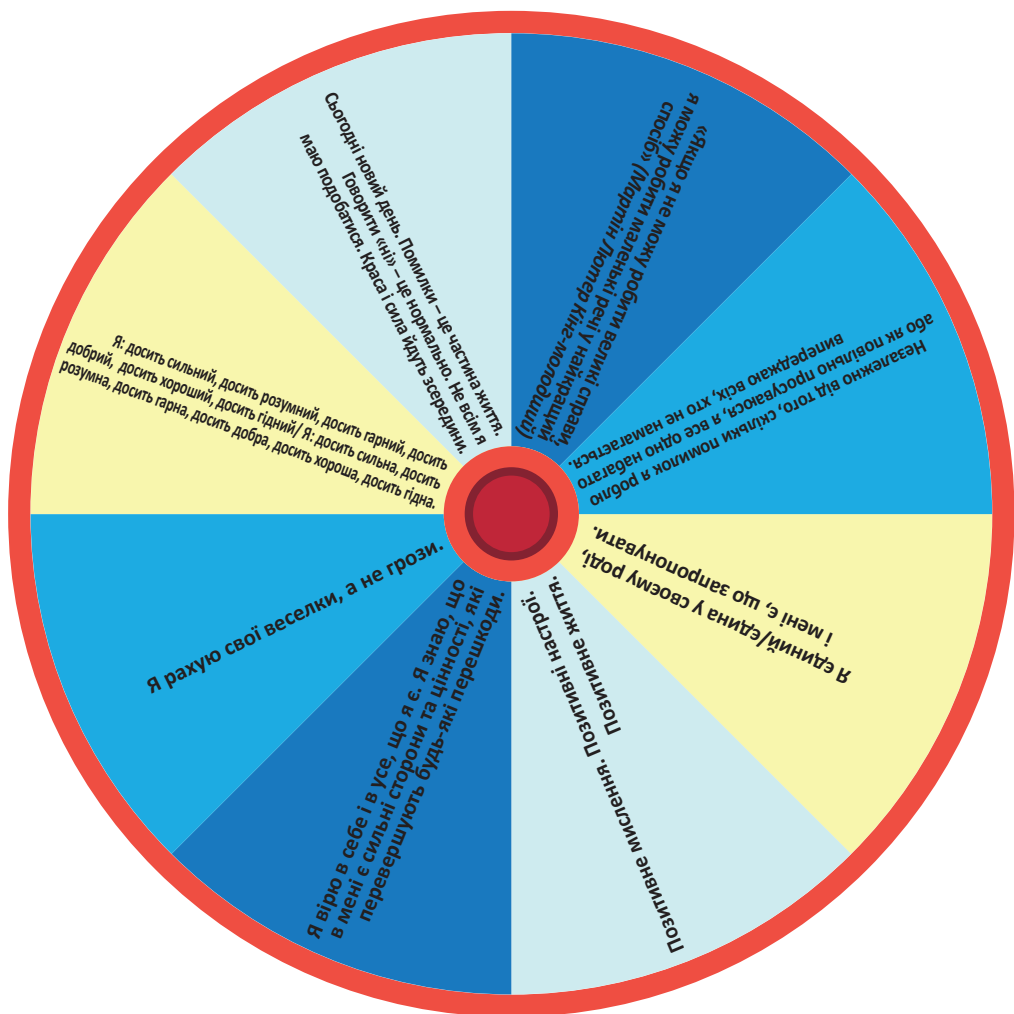 «Якщо я не можу робити великі справи,
я можу робити маленькі речі у найкращий
спосіб» (Мартін Лютер Кінг-молодший)
Незалежно від того, скільки помилок я роблю
або як повільно просуваюся, я все одно набагато
випереджаю всіх, хто не намагається.
Я єдиний/єдина у своєму роді,
і мені є, що запропонувати.
Позитивне мислення. Позитивні настрої.
Позитивне життя.
Я вірю в себе і в усе, що я є. Я знаю, що
в мені є сильні сторони та цінності, які
перевершують будь-які перешкоди.
Я рахую свої веселки, а не грози.
Я: досить сильний, досить розумний, досить гарний, досить
добрий, досить хороший, досить гідний/ Я: досить сильна, досить
розумна, досить гарна, досить добра, досить хороша, досить гідна.
Сьогодні новий день. Помилки – це частина життя.
Говорити «ні» – це нормально. Не всім я
маю подобатися. Краса і сила йдуть зсередини.